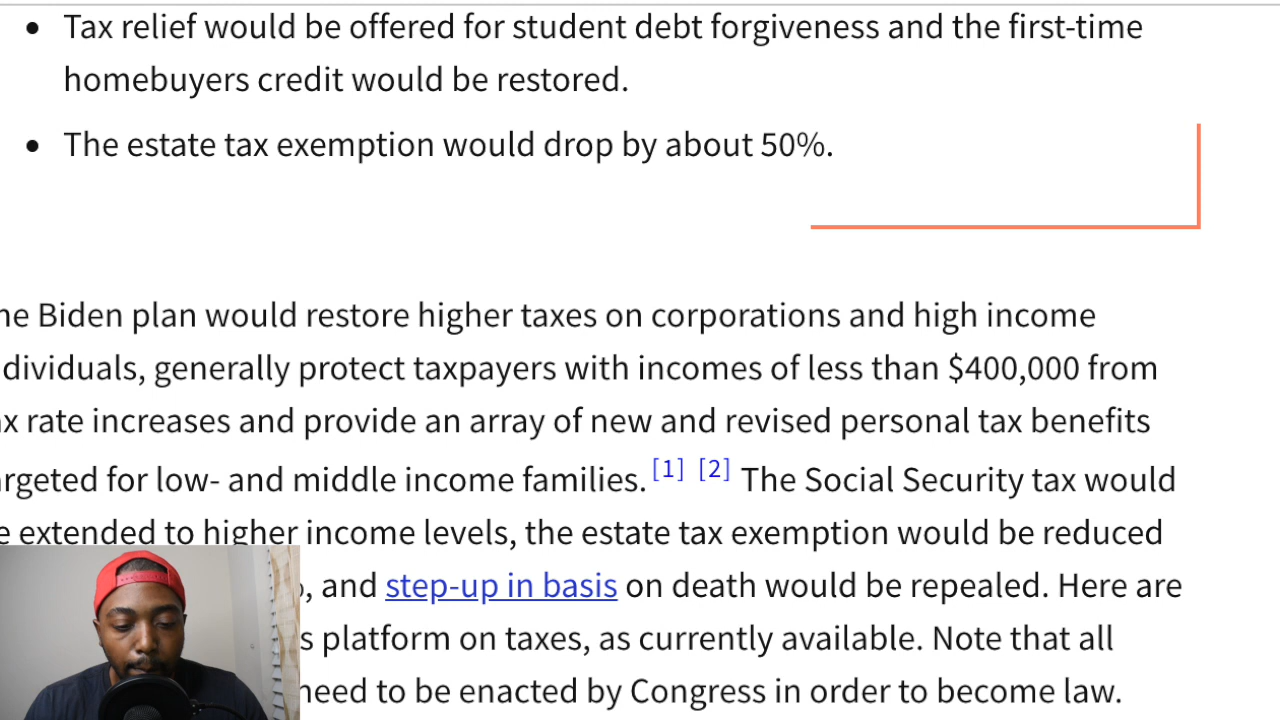 • Tax relief would be offered for student debt forgiveness and the first-time
homebuyers credit would be restored.
• The estate tax exemption would drop by about 50%.
he Biden plan would restore higher taxes on corporations and high income
dividuals, generally protect taxpayers with incomes of less than $400,000 from
x rate increases and provide an array of new and revised personal tax benefits
rgeted for low- and middle income families. [1] [2] The Social Security tax would
e extended to higher income levels, the estate tax exemption would be reduced
, and step-up in basis on death would be repealed. Here are
s platform on taxes, as currently available. Note that all
need to be enacted by Congress in order to become law.